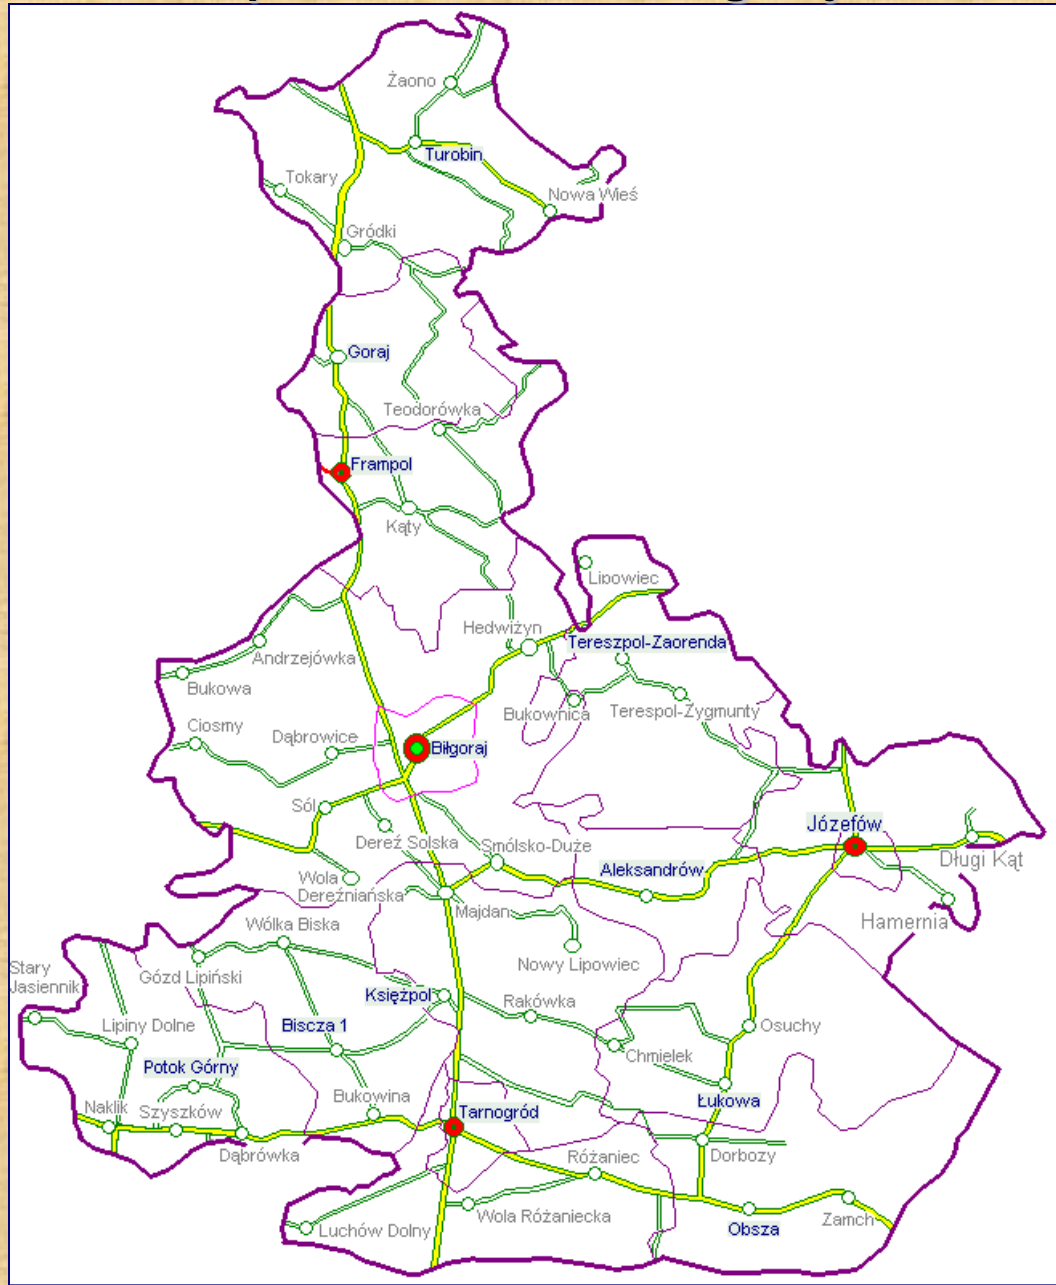 Żaono
Turobin
Tokary
Nowa Wieś
Gródki
Goraj
Teodorówka
Frampol
Kąty
Lipowiec
Hedwiżyn
Tereszpol-Zaorenda
Andrzejówka
Bukowa
Bukownica
Terespol-Zygmunty
Ciosmy
Dąbrowice
Biłgoraj
Sól
Józefów
Dereź Solska
Smólsko-Duże
Długi Kąt
Aleksandrów
Wola
Dereźniańska
Majdan
Hamernia
Wólka Biska
Nowy Lipowiec
Stary
Jasiennik
Gózd Lipiński
Księżpol
Rakówka
Lipiny Dolne
Biscza 1
Osuchy
Chmielek
Potok Górny
Bukowina
Łukowa
Naklik
Szyszków
Tarnogród
Dąbrówka
Różaniec
Dorbozy
Luchów Dolny
Wola Różaniecka
Obsza
Zamch